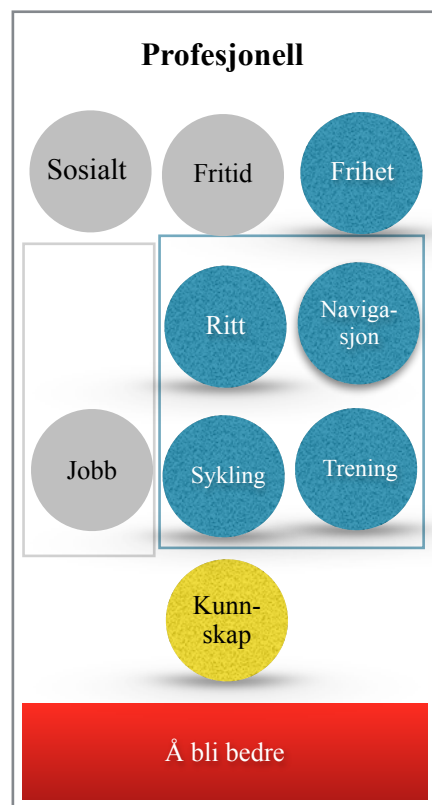 Profesjonell
Sosialt
Fritid
Frihet
Ritt
Naviga-
sjon
Jobb
Sykling
Trening
Kunn-
skap
Å bli bedre